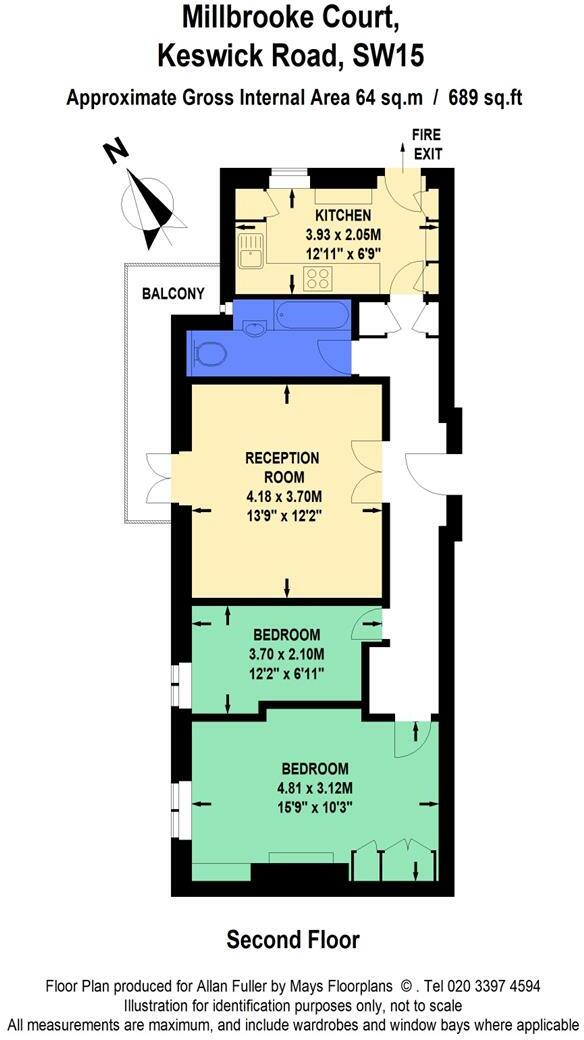 Millbrooke Court,
Keswick Road, SW15
Approximate Gross Internal Area 64 sq.m / 689 sq.ft
FIRE
EXIT
N
KITCHEN
3.93 x 2.05M
12'11" x 6'9"
BALCONY
RECEPTION
ROOM
4.18 x 3.70M
13'9" x 12'2"
BEDROOM
3.70 x 2.10M
12'2" x 6'11"
BEDROOM
4.81 x 3.12M
15'9" x 10'3"
Second Floor
Floor Plan produced for Allan Fuller by Mays Floorplans © . Tel 020 3397 4594
Illustration for identification purposes only, not to scale
All measurements are maximum, and include wardrobes and window bays where applicable